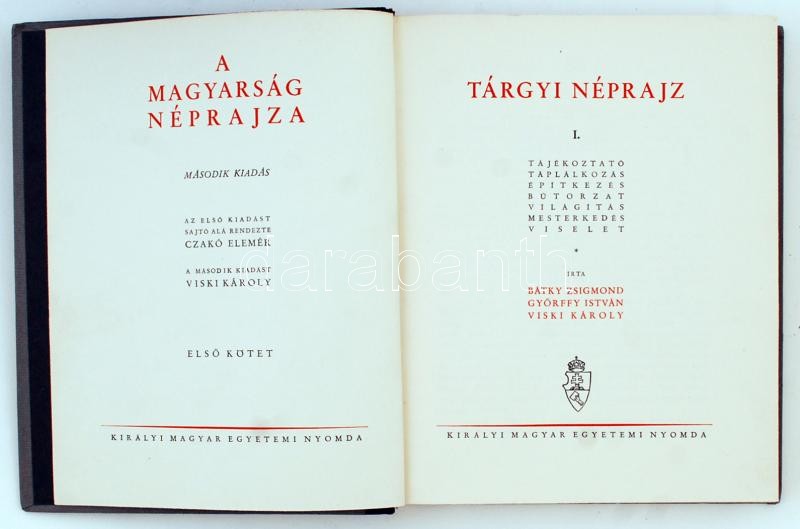 A
MAGYARSÁG
NÉPRAJZA
MÁSODIK KIADÁS
AZ ELSŐ KIADÁST
SAJTÓ ALÁ RENDEZTE
CZAKÓ ELEMÉR
A MÁSODIK KIADÁST
VISKI KÁROLY
ELSŐ KÖTET
KIRÁLYI MAGYAR EGYETEMI NYOMDA
TÁRGYI NÉPRAJZ
I.
TÁJÉKOZTATÓ
TÁPLÁLKOZÁS
ÉPÍTKEZÉS
BÚTORZAT
VILÁGÍTÁS
MESTERKEDÉS
VISELET
*
ÍRTA
BÁTKY ZSIGMOND
GYÖRFFY ISTVÁN
VISKI KÁROLY
KIRÁLYI MAGYAR EGYETEMI NYOMDA
darabanth